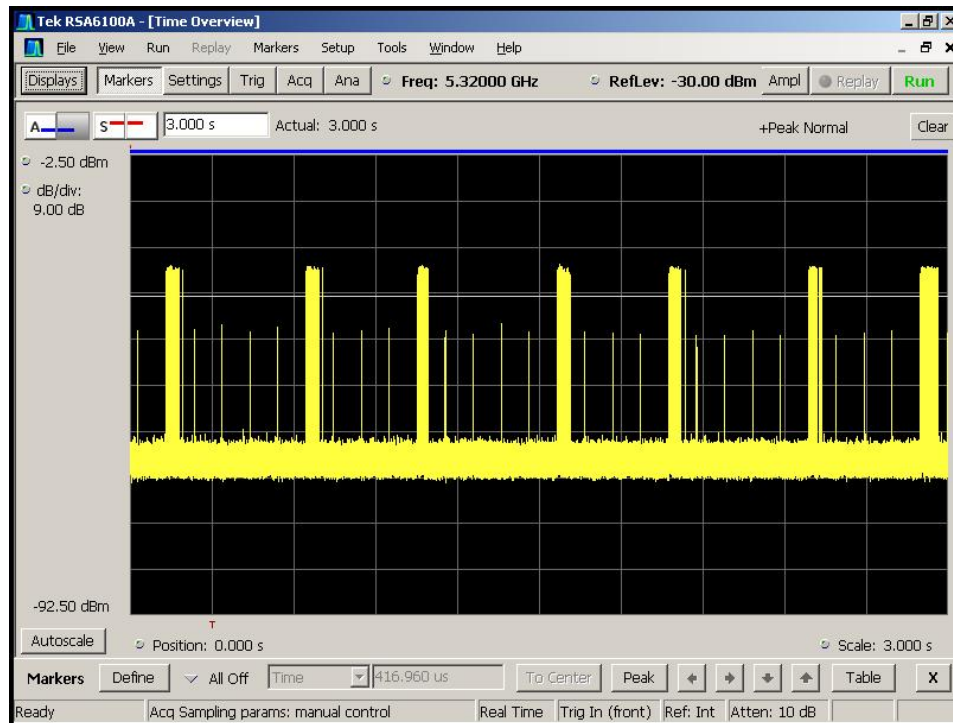 Tek RSA6100A - [Time Overview]
File View Run Replay Markers Setup Tools Window Help
Displays Markers Settings Trig Acq Ana Freq: 5.32000 GHz RefLev: -30.00 dBm Ampl Replay Run
A S 3.000 s Actual: 3.000 s +Peak Normal Clear
-2.50 dBm
dB/div:
9.00 dB
-92.50 dBm
T
Autoscale Position: 0.000 s Scale: 3.000 s
Markers Define All Off Time 416.960 us To Center Peak Table X
Ready Acq Sampling params: manual control Real Time Trig In (front) Ref: Int Atten: 10 dB